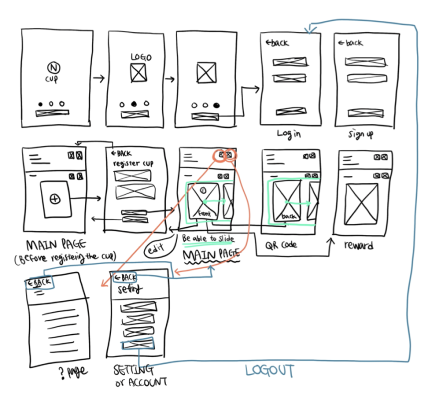 N
cup
LOGO
←back
Log in
←back
sign up
MAIN PAGE
(Before registering the cup)
←BACK
register cup
edit
text
Be able to slide
MAIN PAGE
back
QR Code
reward
←BACK
? page
←BACK
setting
SETTING
or ACCOUNT
LOGOUT